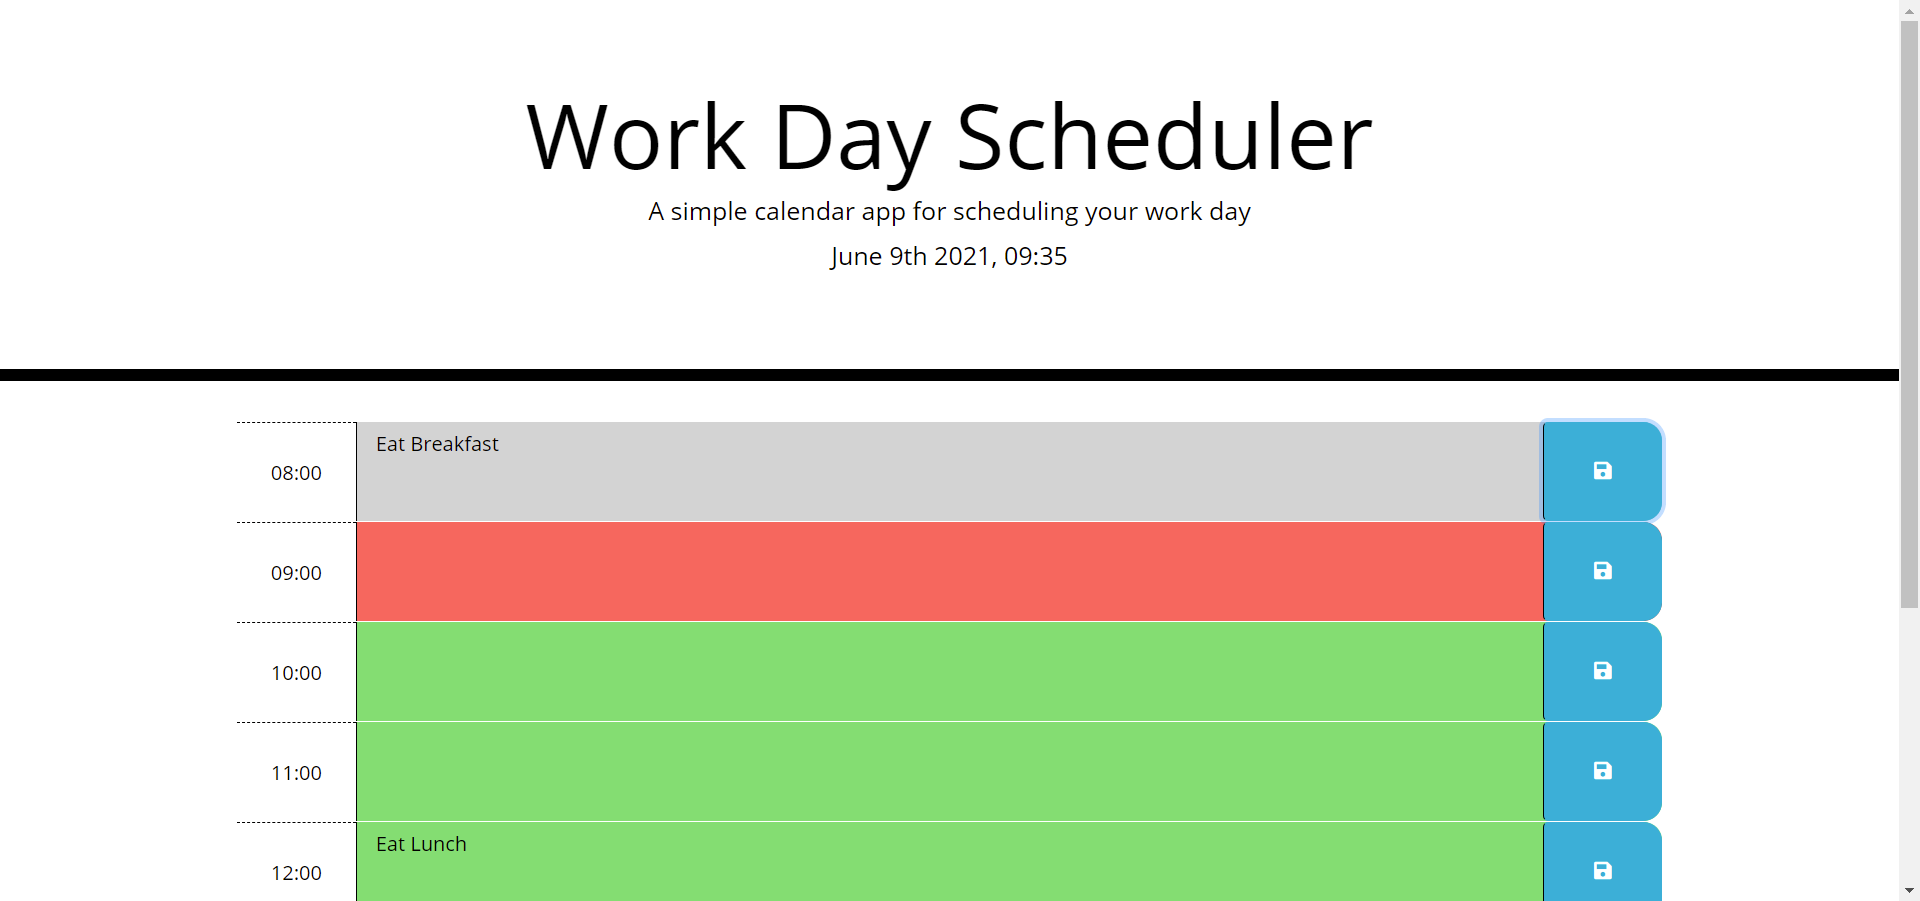 Work Day Scheduler
A simple calendar app for scheduling your work day
June 9th 2021, 09:35
Eat Breakfast
08:00
09:00
10:00
11:00
Eat Lunch
12:00